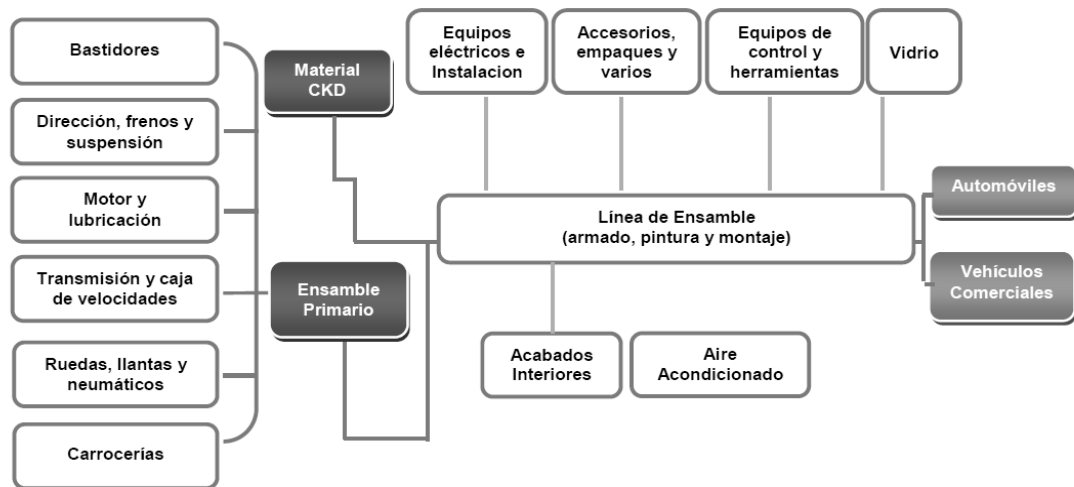 Bastidores
Dirección, frenos y
suspensión
Motor y
lubricación
Transmisión y caja
de velocidades
Ruedas, llantas y
neumáticos
Carrocerías
Material
CKD
Ensamble
Primario
Equipos
eléctricos e
Instalacion
Accesorios,
empaques y
varios
Equipos de
control y
herramientas
Vidrio
Línea de Ensamble
(armado, pintura y montaje)
Acabados
Interiores
Aire
Acondicionado
Automóviles
Vehículos
Comerciales